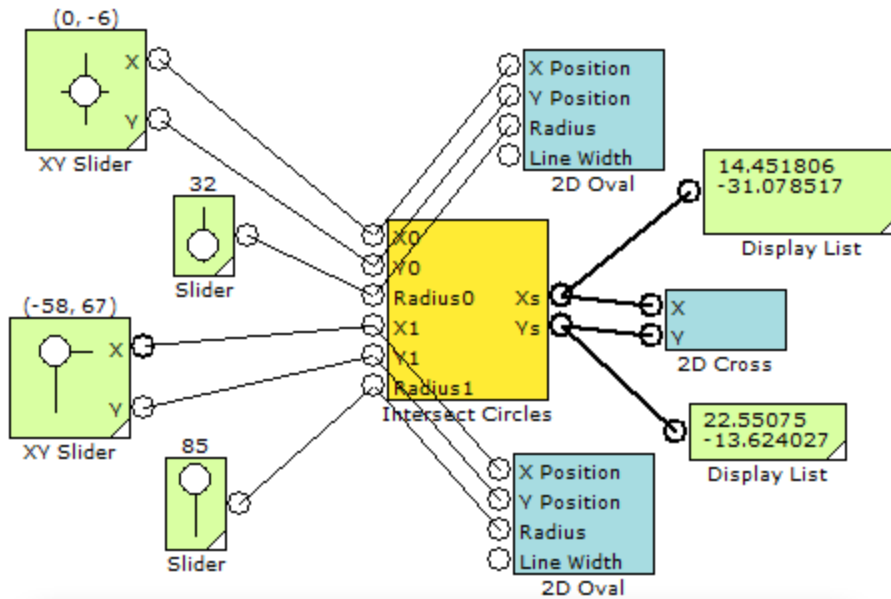 (0, -6)
X
Y
XY Slider
32
Slider
(-58, 67)
X
Y
XY Slider
85
Slider
X0
Y0
Radius0
X1
Y1
Radius1
Xs
Ys
Intersect Circles
X Position
Y Position
Radius
Line Width
2D Oval
14.451806
-31.078517
Display List
X
Y
2D Cross
22.55075
-13.624027
Display List
X Position
Y Position
Radius
Line Width
2D Oval